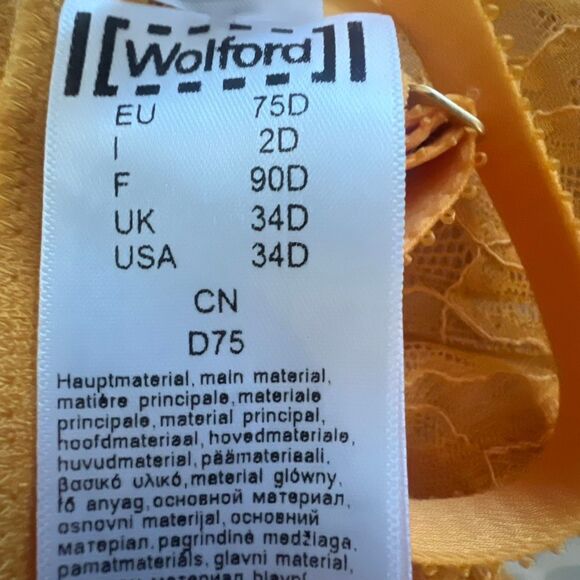 Wolford
EU 75D
I 2D
F 90D
UK 34D
USA 34D
CN
D75
Hauptmaterial, main material,
matière principale, materiale
principale, material principal,
hoofdmateriaal, hovedmateriale,
huvudmaterial, päämateriaali,
βασικό υλικό, material główny,
fő anyag, основной материал,
osnovni materijal, основний
матеріал, pagrindinė medžiaga,
pamatmateriāls, glavni material,
материал hlavní